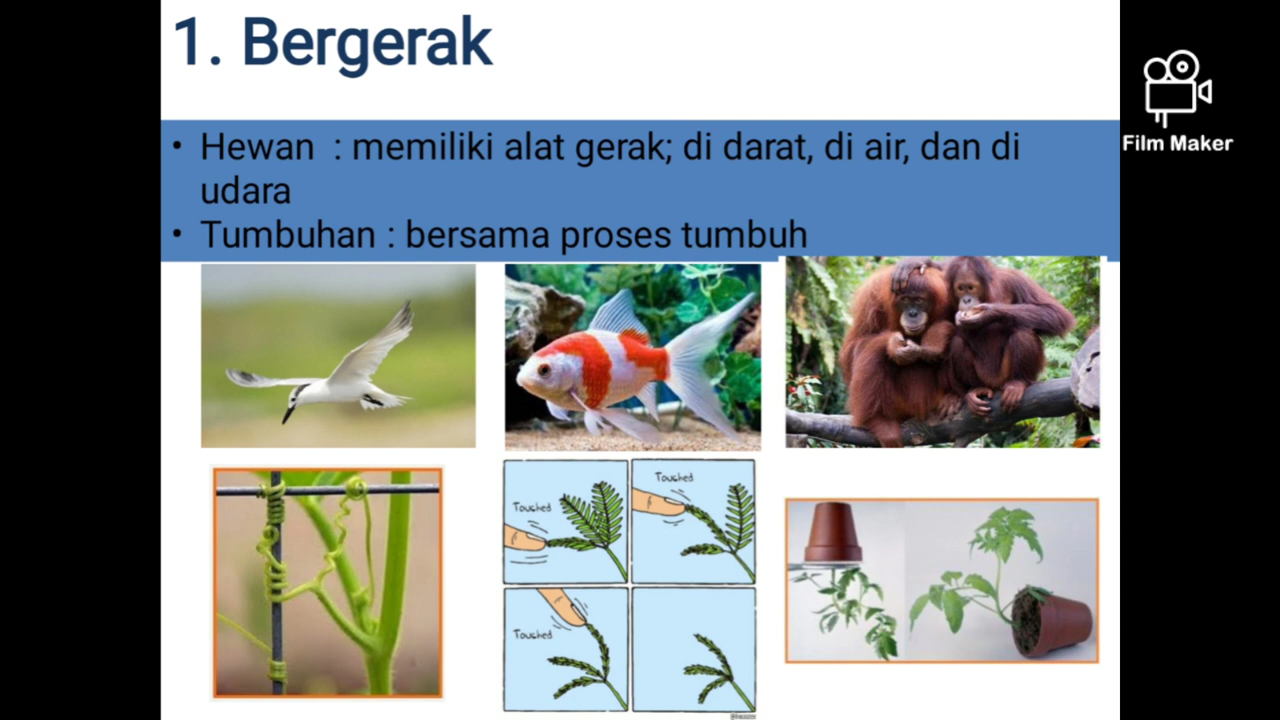 1. Bergerak
Film Maker
• Hewan : memiliki alat gerak; di darat, di air, dan di
udara
• Tumbuhan : bersama proses tumbuh
Touched
Touched
Touched